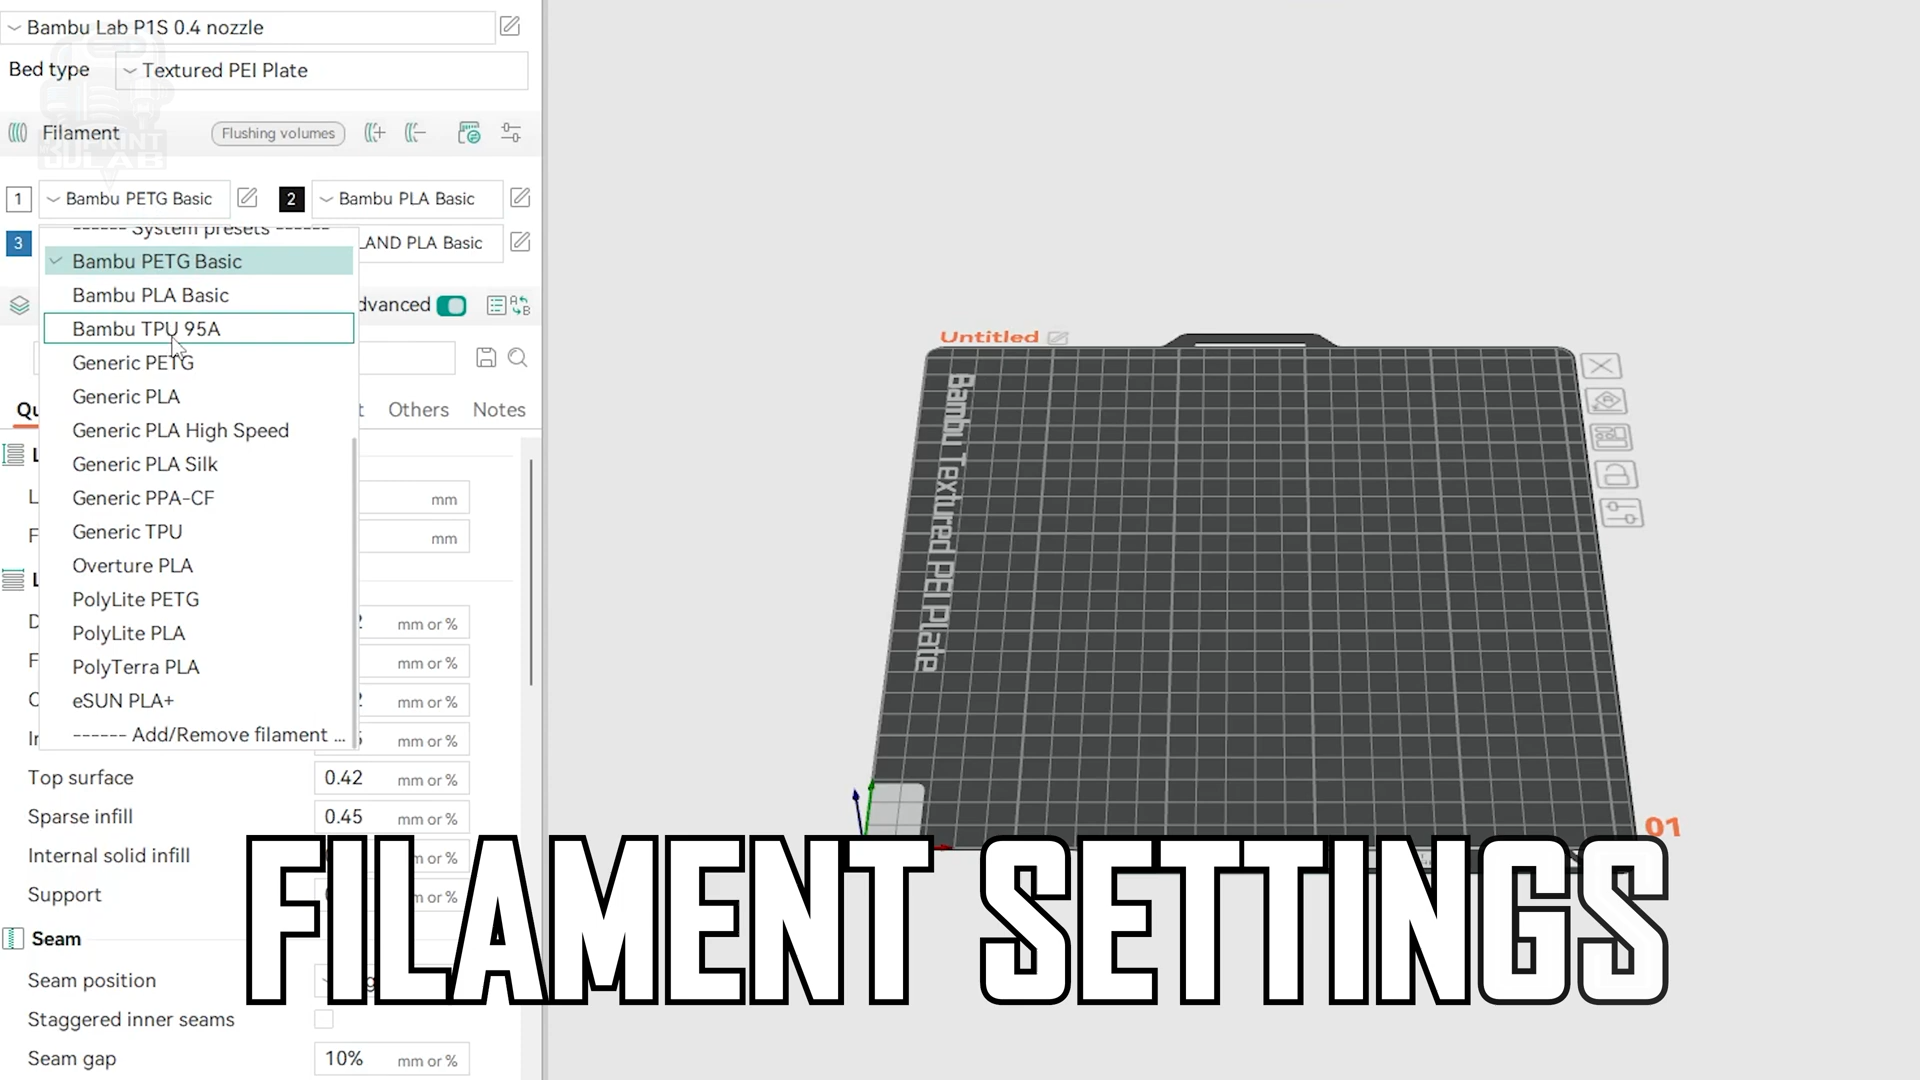 Bambu Lab P1S 0.4 nozzle
Bed type
Textured PEI Plate
PRINT
LAB
Filament
Flushing volumes
1
Bambu PETG Basic
2
Bambu PLA Basic
3
LAND PLA Basic
------ System presets ------
Bambu PETG Basic
Bambu PLA Basic
Bambu TPU 95A
Generic PETG
Generic PLA
Generic PLA High Speed
Generic PLA Silk
Generic PPA-CF
Generic TPU
Overture PLA
PolyLite PETG
PolyLite PLA
PolyTerra PLA
eSUN PLA+
------ Add/Remove filament ...
dvanced
Others
Notes
mm
mm
mm or %
mm or %
mm or %
mm or %
Top surface
0.42
mm or %
Sparse infill
0.45
mm or %
Internal solid infill
m or %
Support
m or %
Seam
Seam position
Staggered inner seams
Seam gap
10%
mm or %
Untitled
Bambu Textured PEI Plate
01
FILAMENT SETTINGS